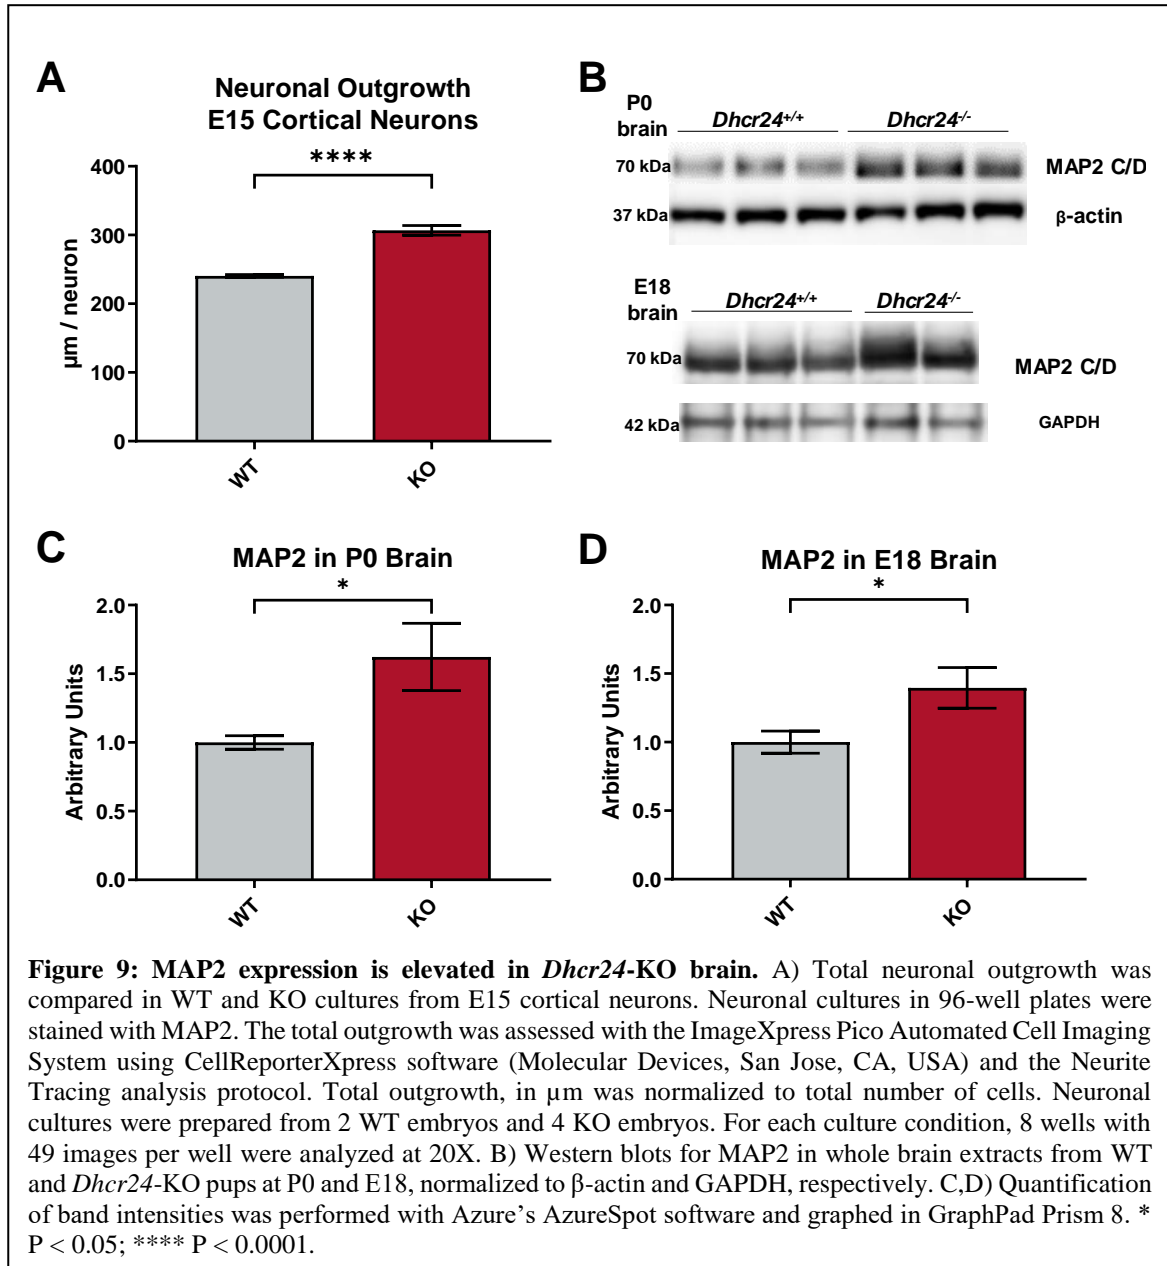 A
Neuronal Outgrowth
E15 Cortical Neurons
****
400
300
200
100
0
µm / neuron
WT
KO
B
P0
brain
Dhcr24+/+
Dhcr24-/-
70 kDa
MAP2 C/D
37 kDa
β-actin
E18
brain
Dhcr24+/+
Dhcr24-/-
70 kDa
MAP2 C/D
42 kDa
GAPDH
C
MAP2 in P0 Brain
*
2.0
1.5
1.0
0.5
0.0
Arbitrary Units
WT
KO
D
MAP2 in E18 Brain
*
2.0
1.5
1.0
0.5
0.0
Arbitrary Units
WT
KO
Figure 9: MAP2 expression is elevated in Dhcr24-KO brain. A) Total neuronal outgrowth was
compared in WT and KO cultures from E15 cortical neurons. Neuronal cultures in 96-well plates were
stained with MAP2. The total outgrowth was assessed with the ImageXpress Pico Automated Cell Imaging
System using CellReporterXpress software (Molecular Devices, San Jose, CA, USA) and the Neurite
Tracing analysis protocol. Total outgrowth, in µm was normalized to total number of cells. Neuronal
cultures were prepared from 2 WT embryos and 4 KO embryos. For each culture condition, 8 wells with
49 images per well were analyzed at 20X. B) Western blots for MAP2 in whole brain extracts from WT
and Dhcr24-KO pups at P0 and E18, normalized to β-actin and GAPDH, respectively. C,D) Quantification
of band intensities was performed with Azure's AzureSpot software and graphed in GraphPad Prism 8. *
P < 0.05; **** P < 0.0001.